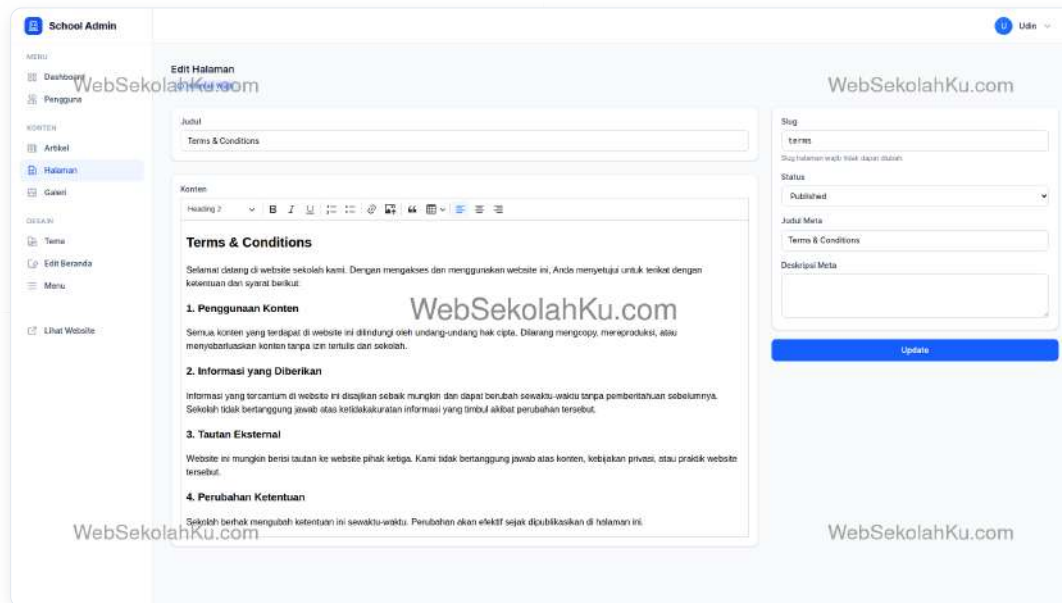 School Admin
Udin
MENU
Dashboard
Pengguna
KONTEN
Artikel
Halaman
Galeri
DESAIN
Tema
Edit Beranda
Menu
Lihat Website
Edit Halaman
Judul
Terms & Conditions
Konten
Heading 2
B I U
Terms & Conditions
Selamat datang di website sekolah kami. Dengan mengakses dan menggunakan website ini, Anda menyetujui untuk terikat dengan
ketentuan dan syarat berikut:
1. Penggunaan Konten
Semua konten yang terdapat di website ini dilindungi oleh undang-undang hak cipta. Dilarang mengcopy, mereproduksi, atau
menyebarluaskan konten tanpa izin tertulis dari sekolah.
2. Informasi yang Diberikan
Informasi yang tercantum di website ini disajikan sebaik mungkin dan dapat berubah sewaktu-waktu tanpa pemberitahuan sebelumnya.
Sekolah tidak bertanggung jawab atas ketidakakuratan informasi yang timbul akibat perubahan tersebut.
3. Tautan Eksternal
Website ini mungkin berisi tautan ke website pihak ketiga. Kami tidak bertanggung jawab atas konten, kebijakan privasi, atau praktik website
tersebut.
4. Perubahan Ketentuan
Sekolah berhak mengubah ketentuan ini sewaktu-waktu. Perubahan akan efektif sejak dipublikasikan di halaman ini.
Slug
terms
Slug halaman wajib tidak dapat diubah.
Status
Published
Judul Meta
Terms & Conditions
Deskripsi Meta
Update
WebSekolahKu.com
WebSekolahKu.com
WebSekolahKu.com
WebSekolahKu.com
WebSekolahKu.com